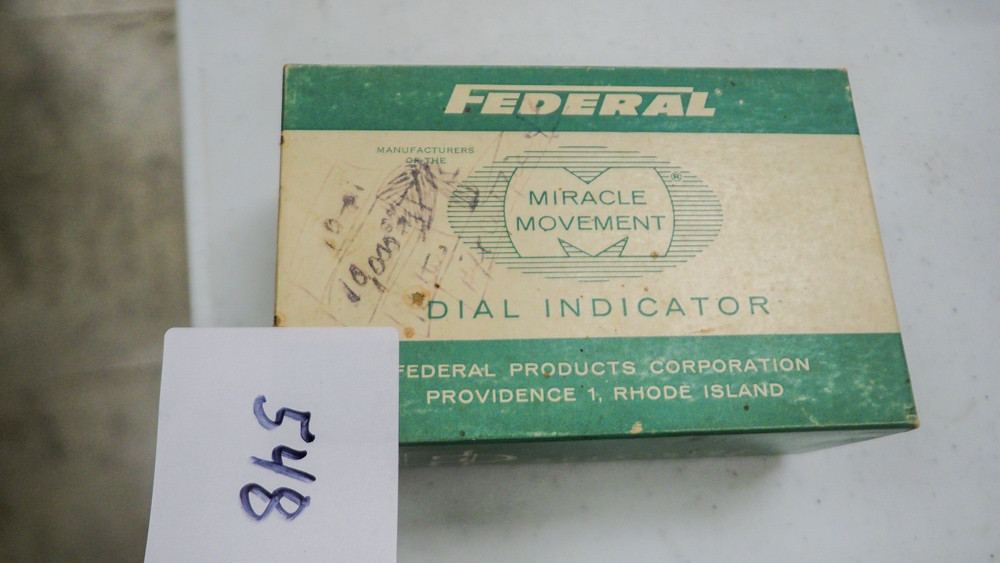 FEDERAL
MANUFACTURERS
OF THE
MIRACLE
MOVEMENT
®
DIAL INDICATOR
FEDERAL PRODUCTS CORPORATION
PROVIDENCE 1, RHODE ISLAND
548